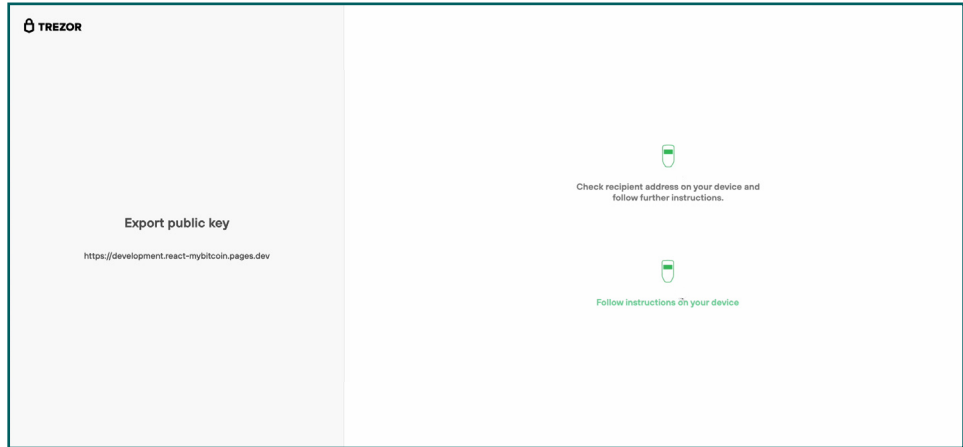 TREZOR
Export public key
https://development.react-mybitcoin.pages.dev
Check recipient address on your device and
follow further instructions.
Follow instructions on your device